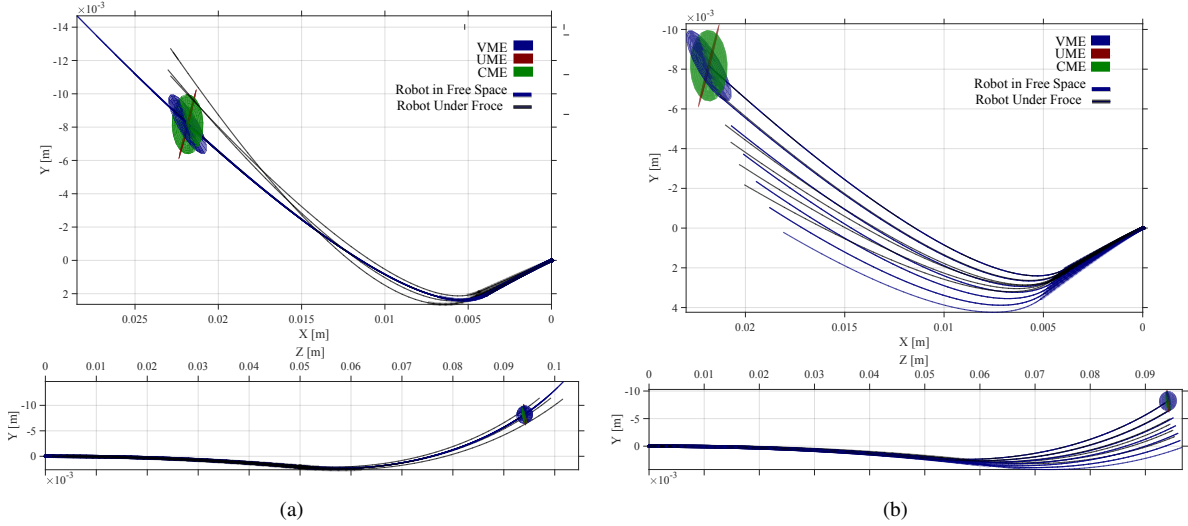 ×10⁻³
-14
-12
-10
-8
-6
-4
-2
0
2
Y [m]
VME
UME
CME
Robot in Free Space
Robot Under Froce
0.025
0.02
0.015
0.01
0.005
0
X [m]
Z [m]
0
0.01
0.02
0.03
0.04
0.05
0.06
0.07
0.08
0.09
0.1
Y [m]
-10
-5
0
×10⁻³
(a)
×10⁻³
-10
-8
-6
-4
-2
0
2
4
Y [m]
VME
UME
CME
Robot in Free Space
Robot Under Froce
0.02
0.015
0.01
0.005
0
X [m]
Z [m]
0
0.01
0.02
0.03
0.04
0.05
0.06
0.07
0.08
0.09
Y [m]
-10
-5
0
×10⁻³
(b)